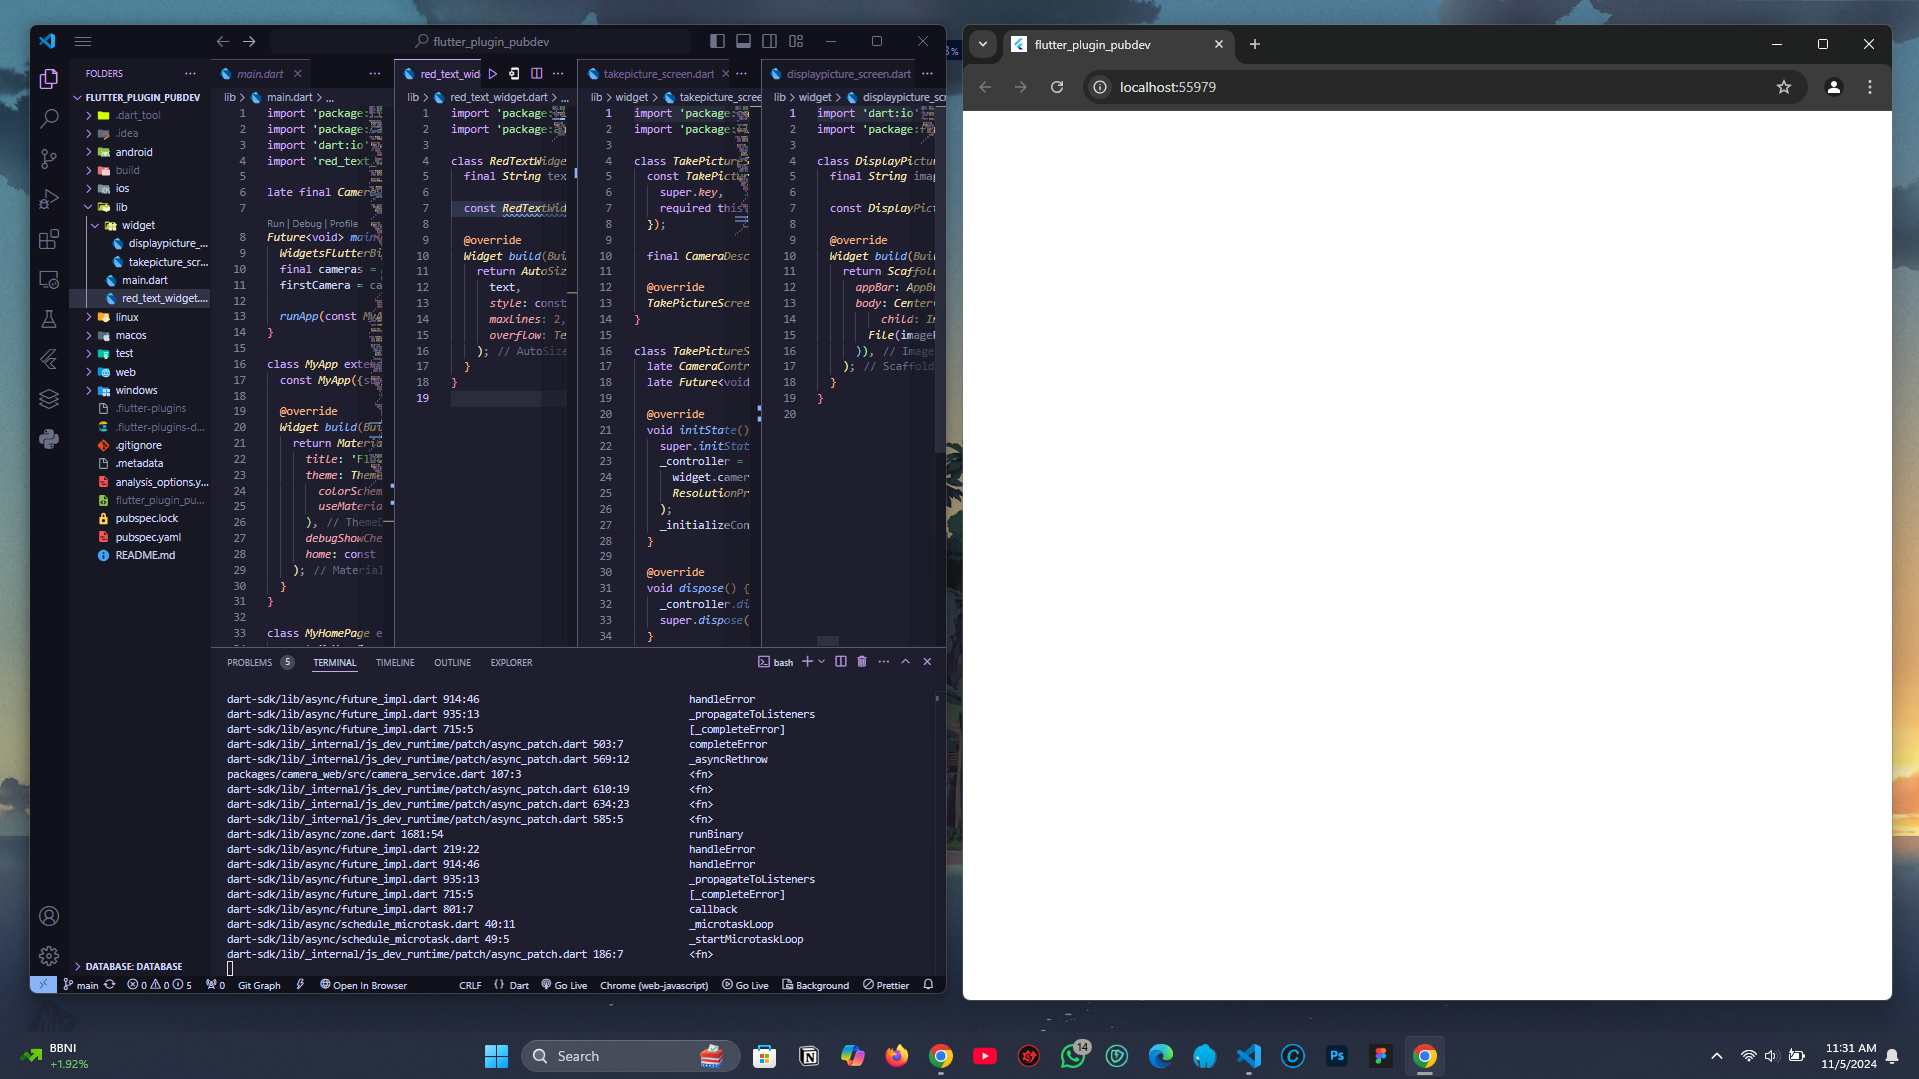 flutter_plugin_pubdev
FOLDERS
FLUTTER_PLUGIN_PUBDEV
.dart_tool
.idea
android
build
ios
lib
widget
displaypicture_...
takepicture_scr...
main.dart
red_text_widget....
linux
macos
test
web
windows
.flutter-plugins
.flutter-plugins-d...
.gitignore
.metadata
analysis_options.y...
flutter_plugin_pu...
pubspec.lock
pubspec.yaml
README.md
DATABASE: DATABASE
main.dart
lib > main.dart > ...
1 import 'package:
2 import 'package:
3 import 'dart:io'
4 import 'red_text_
5
6 late final Camer
7
Run | Debug | Profile
8 Future<void> main
9 WidgetsFlutterBi
10 final cameras =
11 firstCamera = ca
12
13 runApp(const My
14 }
15
16 class MyApp exte
17 const MyApp({s
18
19 @override
20 Widget build(Bui
21 return Materia
22 title: 'Flu
23 theme: Them
24 colorSchem
25 useMateria
26 ), // ThemeD
27 debugShowChe
28 home: const
29 ); // Material
30 }
31 }
32
33 class MyHomePage e
red_text_wid
lib > red_text_widget.dart > ...
1 import 'package:
2 import 'package:
3
4 class RedTextWidge
5 final String tex
6
7 const RedTextWid
8
9 @override
10 Widget build(Bui
11 return AutoSiz
12 text,
13 style: const
14 maxLines: 2,
15 overflow: Te
16 ); // AutoSize
17 }
18 }
19
takepicture_screen.dart
lib > widget > takepicture_scre
1 import 'package:
2 import 'package:
3
4 class TakePictureS
5 const TakePictur
6 super.key,
7 required this
8 });
9
10 final CameraDesc
11
12 @override
13 TakePictureScree
14 }
15
16 class TakePictureS
17 late CameraContr
18 late Future<void
19
20 @override
21 void initState()
22 super.initStat
23 _controller =
24 widget.camer
25 ResolutionPr
26 );
27 _initializeCon
28 }
29
30 @override
31 void dispose() {
32 _controller.di
33 super.dispose(
34 }
displaypicture_screen.dart
lib > widget > displaypicture_sc
1 import 'dart:io'
2 import 'package:f
3
4 class DisplayPictur
5 final String imag
6
7 const DisplayPict
8
9 @override
10 Widget build(Bui
11 return Scaffol
12 appBar: AppBa
13 body: Center(
14 child: I
15 File(image
16 )), // Image
17 ); // Scaffold
18 }
19 }
20
PROBLEMS 5 TERMINAL TIMELINE OUTLINE EXPLORER
bash
dart-sdk/lib/async/future_impl.dart 914:46 handleError
dart-sdk/lib/async/future_impl.dart 935:13 _propagateToListeners
dart-sdk/lib/async/future_impl.dart 715:5 [_completeError]
dart-sdk/lib/_internal/js_dev_runtime/patch/async_patch.dart 503:7 completeError
dart-sdk/lib/_internal/js_dev_runtime/patch/async_patch.dart 569:12 _asyncRethrow
packages/camera_web/src/camera_service.dart 107:3 <fn>
dart-sdk/lib/_internal/js_dev_runtime/patch/async_patch.dart 610:19 <fn>
dart-sdk/lib/_internal/js_dev_runtime/patch/async_patch.dart 634:23 <fn>
dart-sdk/lib/_internal/js_dev_runtime/patch/async_patch.dart 585:5 <fn>
dart-sdk/lib/async/zone.dart 1681:54 runBinary
dart-sdk/lib/async/future_impl.dart 219:22 handleError
dart-sdk/lib/async/future_impl.dart 914:46 handleError
dart-sdk/lib/async/future_impl.dart 935:13 _propagateToListeners
dart-sdk/lib/async/future_impl.dart 715:5 [_completeError]
dart-sdk/lib/async/future_impl.dart 801:7 callback
dart-sdk/lib/async/schedule_microtask.dart 40:11 _microtaskLoop
dart-sdk/lib/async/schedule_microtask.dart 49:5 _startMicrotaskLoop
dart-sdk/lib/_internal/js_dev_runtime/patch/async_patch.dart 186:7 <fn>
main 0 0 5 0 Git Graph Open In Browser CRLF { } Dart Go Live Chrome (web-javascript) Go Live Background Prettier
flutter_plugin_pubdev
localhost:55979
BBNI
+1.92%
Search
14
Ps
11:31 AM
11/5/2024